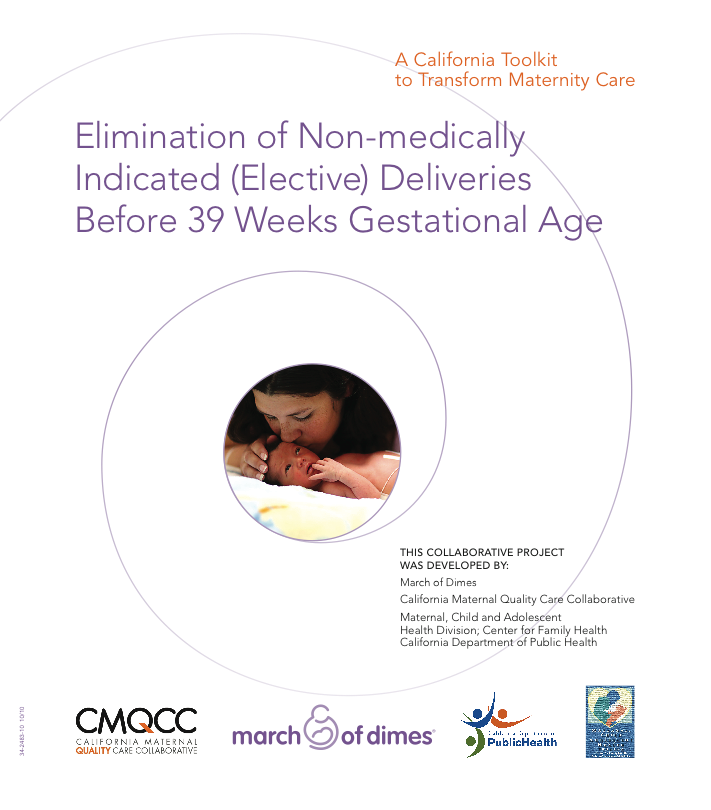 A California Toolkit
to Transform Maternity Care
Elimination of Non-medically
Indicated (Elective) Deliveries
Before 39 Weeks Gestational Age
THIS COLLABORATIVE PROJECT
WAS DEVELOPED BY:
March of Dimes
California Maternal Quality Care Collaborative
Maternal, Child and Adolescent
Health Division; Center for Family Health
California Department of Public Health
34-2483-10 10/10
CMQCC
CALIFORNIA MATERNAL
QUALITY CARE COLLABORATIVE
march of dimes®
California Department of
PublicHealth